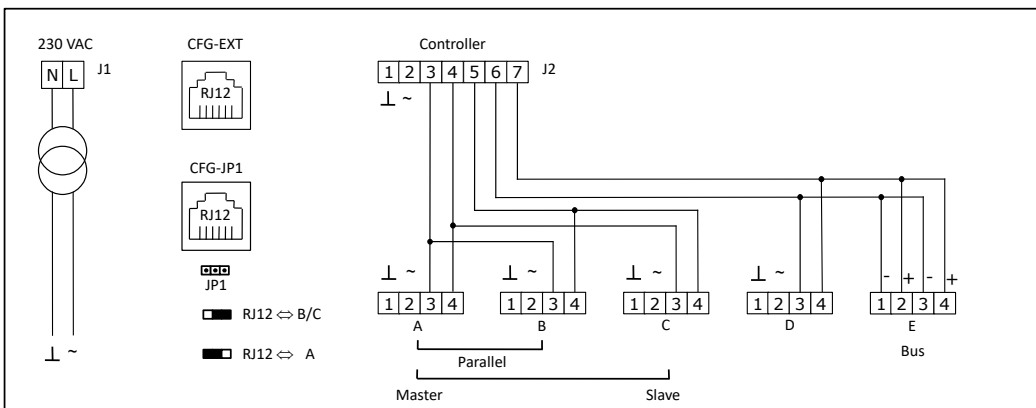 230 VAC
N L J1
⊥ ~
CFG-EXT
RJ12
CFG-JP1
RJ12
JP1
RJ12 ⇔ B/C
RJ12 ⇔ A
Controller
1 2 3 4 5 6 7 J2
⊥ ~
⊥ ~
1 2 3 4
A
⊥ ~
1 2 3 4
B
⊥ ~
1 2 3 4
C
⊥ ~
1 2 3 4
D
- + - +
1 2 3 4
E
Parallel
Bus
Master Slave